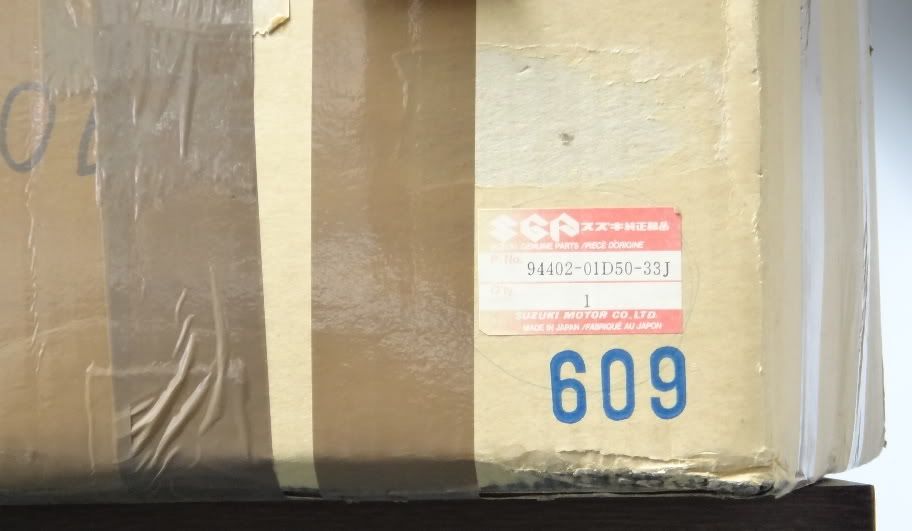 SGP スズキ純正部品
SUZUKI GENUINE PARTS /PIECE D'ORIGINE
P. No. 94402-01D50-33J
Q'ty 1
SUZUKI MOTOR CO.,LTD.
MADE IN JAPAN /FABRIQUÉ AU JAPON
609